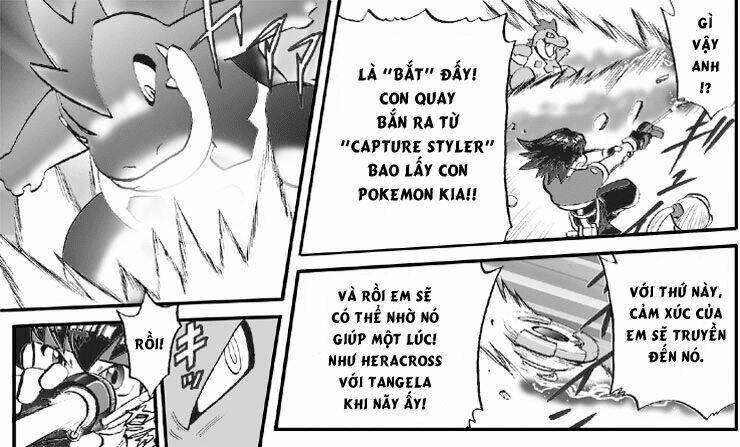 GÌ
VẬY
ANH
!?
LÀ "BẮT" ĐẤY!
CON QUAY
BẮN RA TỪ
"CAPTURE STYLER"
BAO LẤY CON
POKEMON KIA!!
VỚI THỨ NÀY,
CẢM XÚC CỦA
EM SẼ TRUYỀN
ĐẾN NÓ.
VÀ RỒI EM SẼ
CÓ THỂ NHỜ NÓ
GIÚP MỘT LÚC!
NHƯ HERACROSS
VỚI TANGELA
KHI NÃY ẤY!
RỒI!